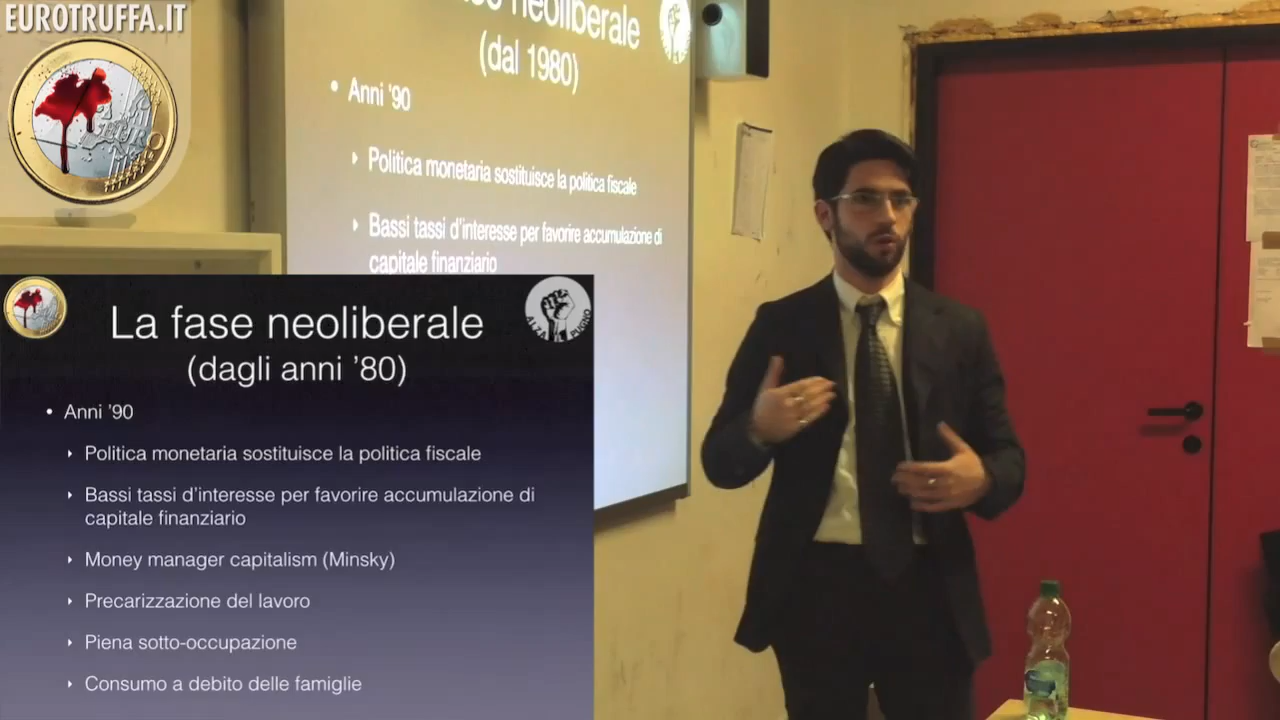 EUROTRUFFA.IT
neoliberale
(dal 1980)
• Anni '90
Politica monetaria sostituisce la politica fiscale
Bassi tassi d'interesse per favorire accumulazione di
capitale finanziario
La fase neoliberale
(dagli anni '80)
ALZA IL PUGNO
• Anni '90
Politica monetaria sostituisce la politica fiscale
Bassi tassi d'interesse per favorire accumulazione di
capitale finanziario
Money manager capitalism (Minsky)
Precarizzazione del lavoro
Piena sotto-occupazione
Consumo a debito delle famiglie